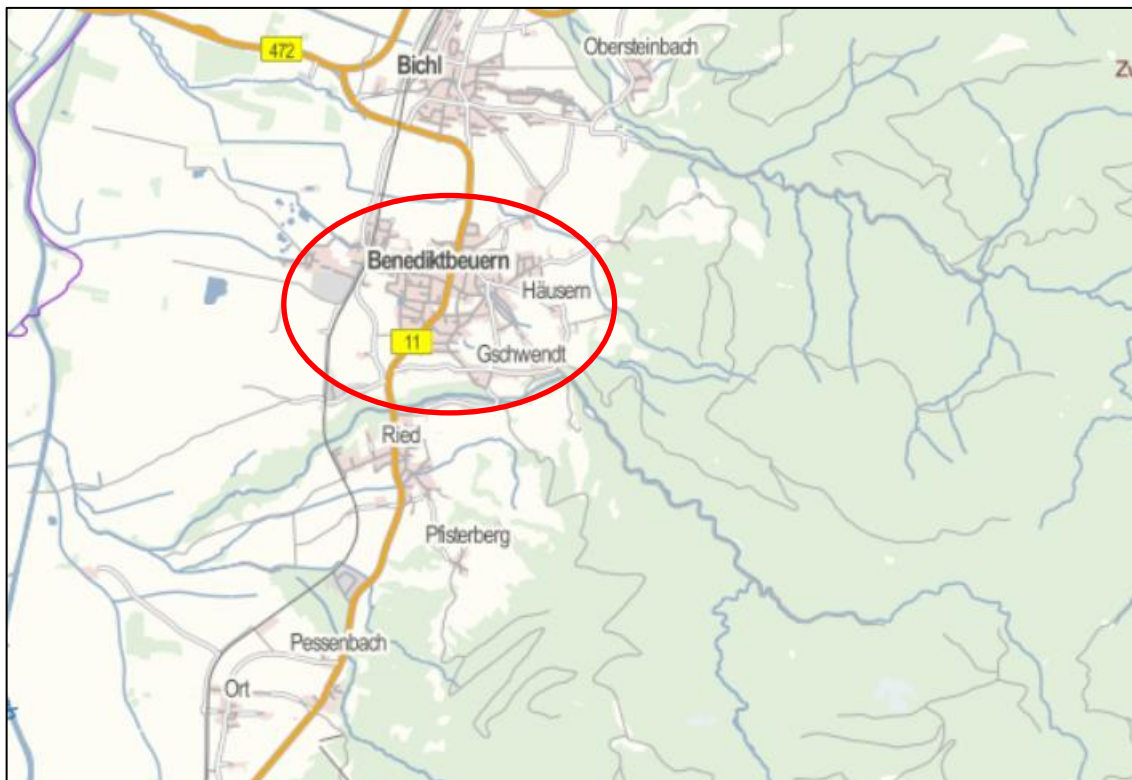 472
Bichl
Obersteinbach
Benediktbeuern
Häusern
11
Gschwendt
Ried
Pfisterberg
Pessenbach
Ort